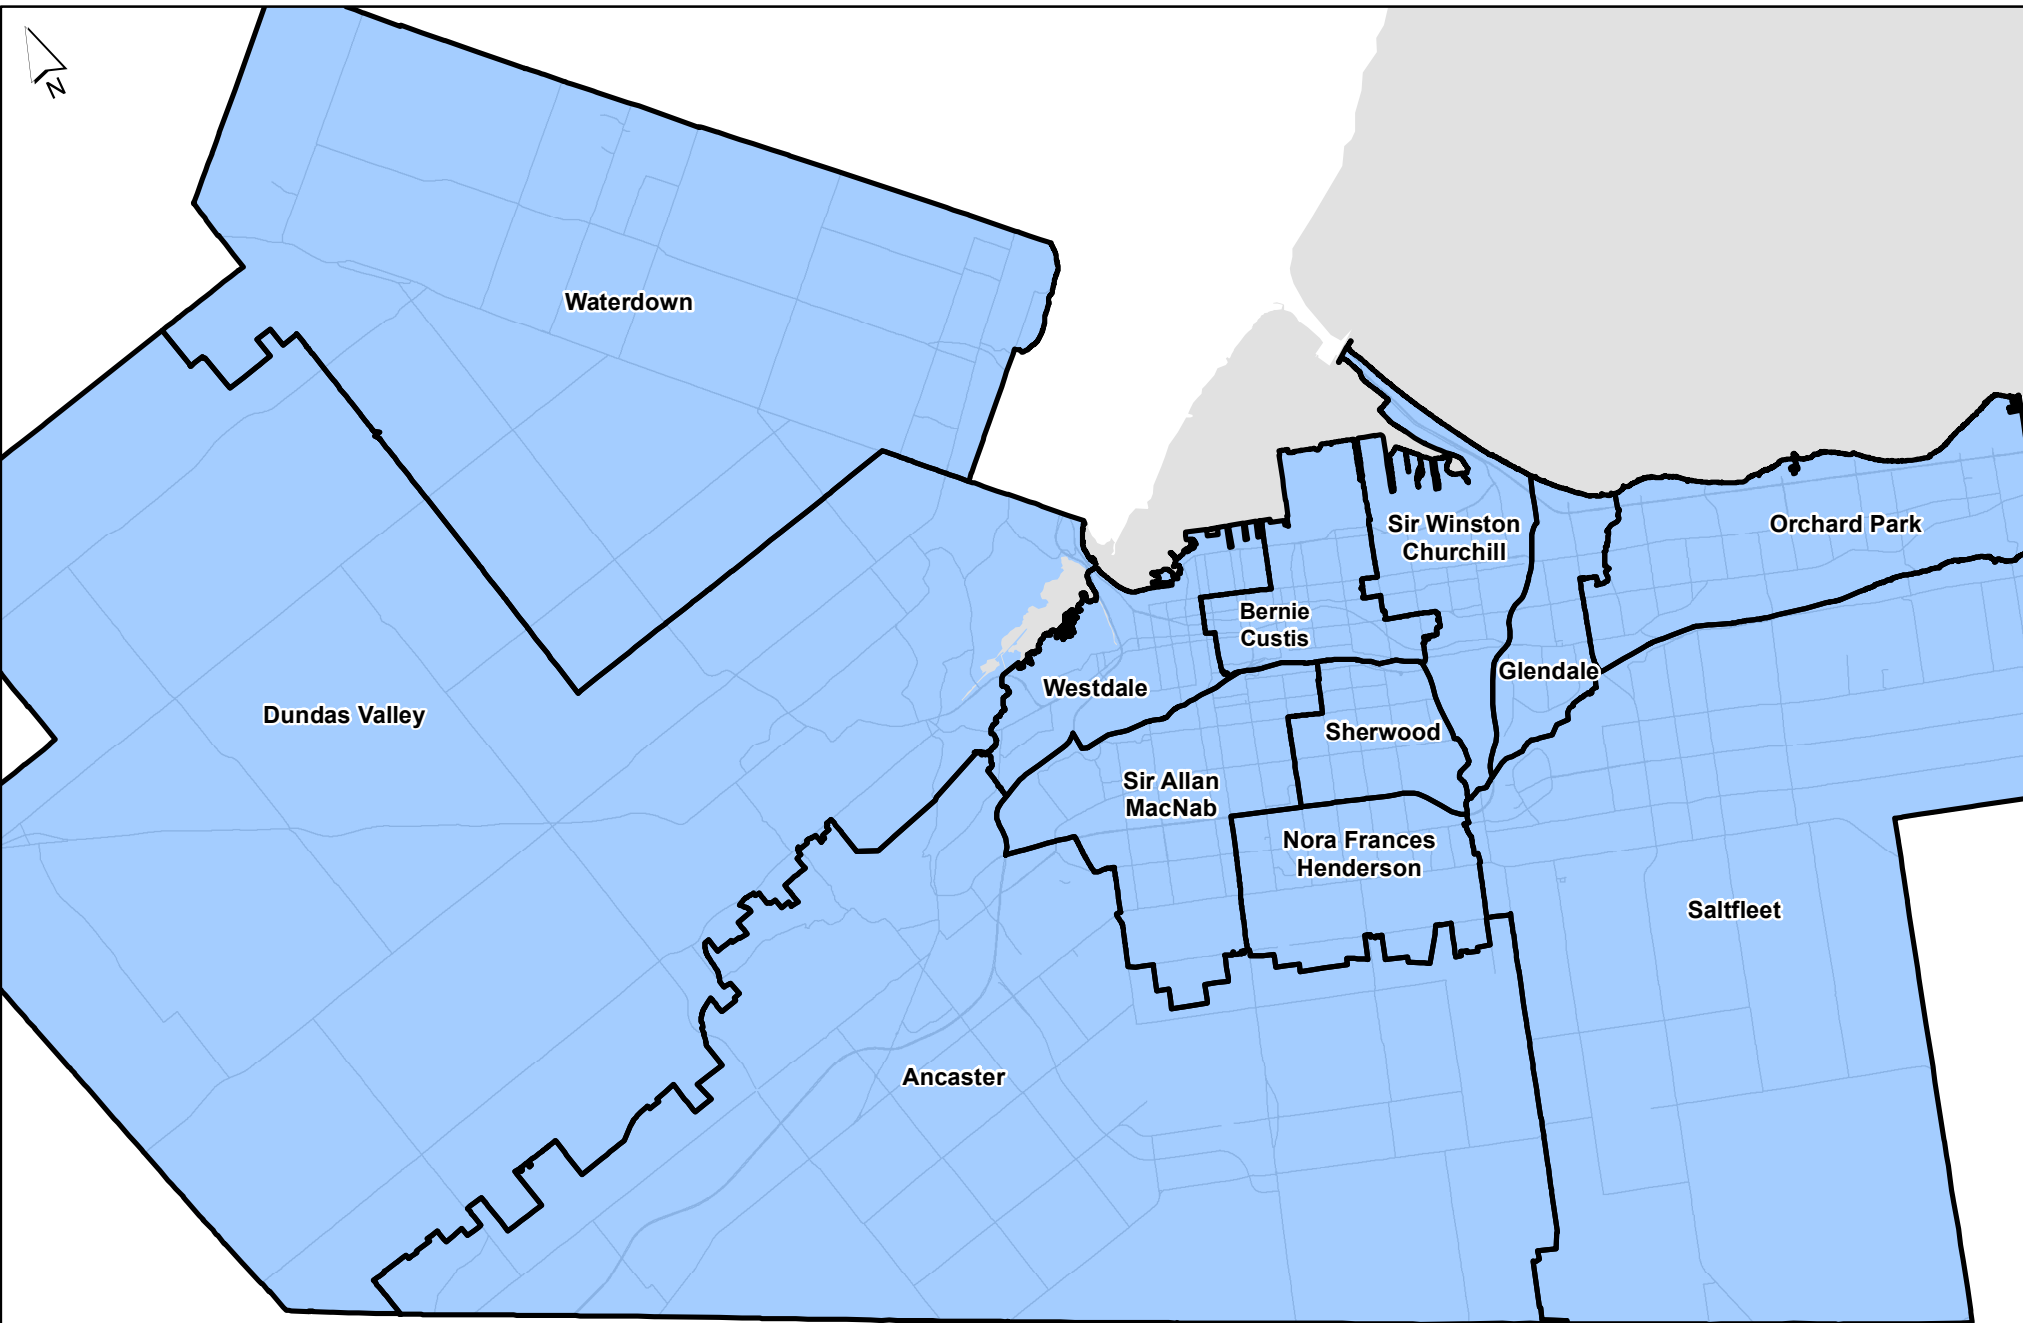 N
Waterdown
Sir Winston
Churchill
Orchard Park
Bernie
Custis
Glendale
Westdale
Dundas Valley
Sherwood
Sir Allan
MacNab
Nora Frances
Henderson
Saltfleet
Ancaster